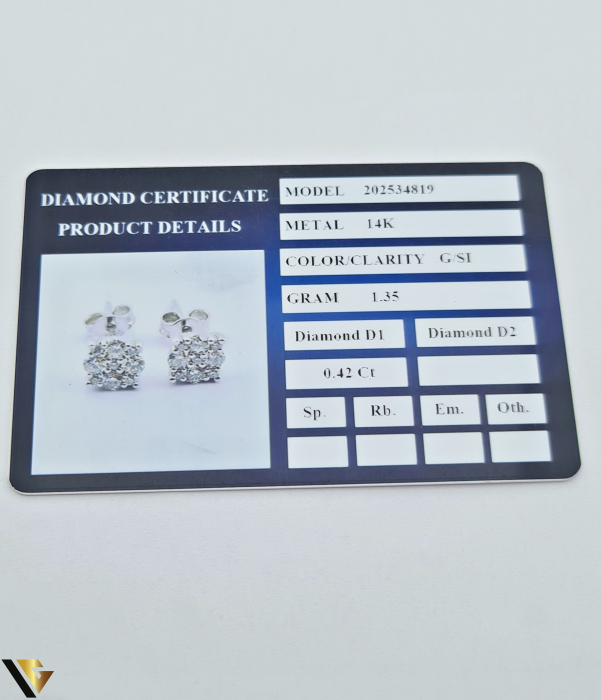 DIAMOND CERTIFICATE
PRODUCT DETAILS
MODEL 202534819
METAL 14K
COLOR/CLARITY G/SI
GRAM 1.35
Diamond D1 Diamond D2
0.42 Ct
Sp. Rb. Em. Oth.